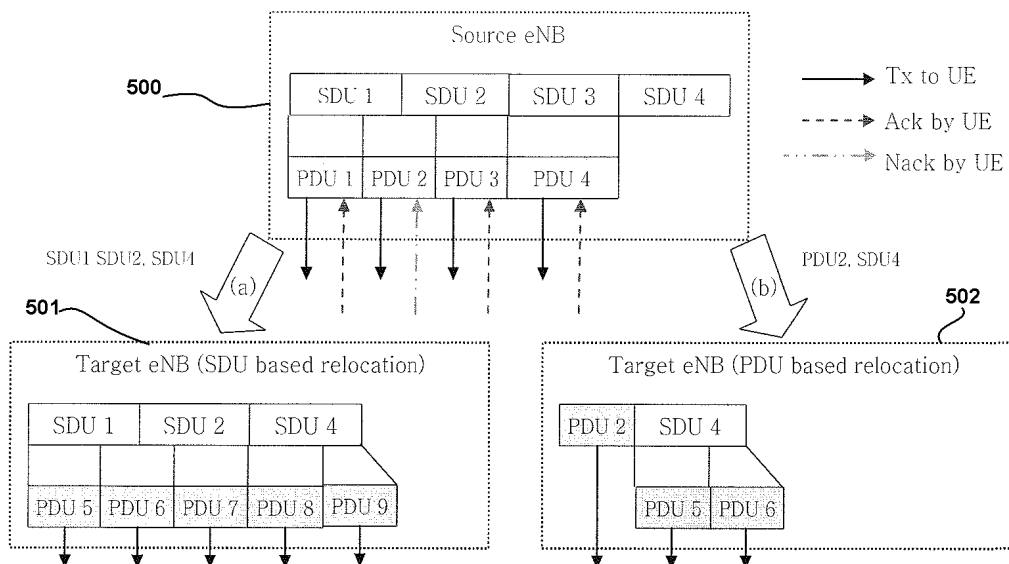 Source eNB
500
SDU 1 SDU 2 SDU 3 SDU 4
PDU 1 PDU 2 PDU 3 PDU 4
Tx to UE
Ack by UE
Nack by UE
SDU1 SDU2, SDU4
(a)
PDU2, SDU4
(b)
501
Target eNB (SDU based relocation)
SDU 1 SDU 2 SDU 4
PDU 5 PDU 6 PDU 7 PDU 8 PDU 9
502
Target eNB (PDU based relocation)
PDU 2 SDU 4
PDU 5 PDU 6